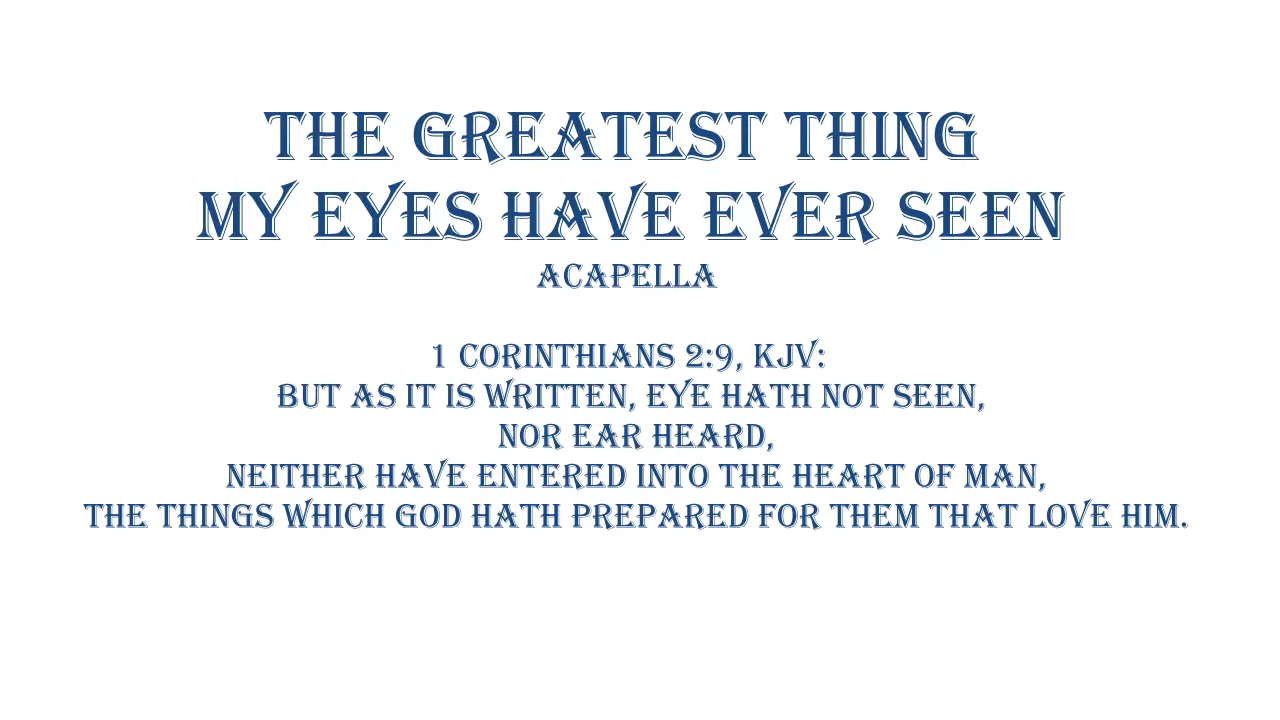 THE GREATEST THING
MY EYES HAVE EVER SEEN
ACAPELLA
1 CORINTHIANS 2:9, KJV:
BUT AS IT IS WRITTEN, EYE HATH NOT SEEN,
NOR EAR HEARD,
NEITHER HAVE ENTERED INTO THE HEART OF MAN,
THE THINGS WHICH GOD HATH PREPARED FOR THEM THAT LOVE HIM.